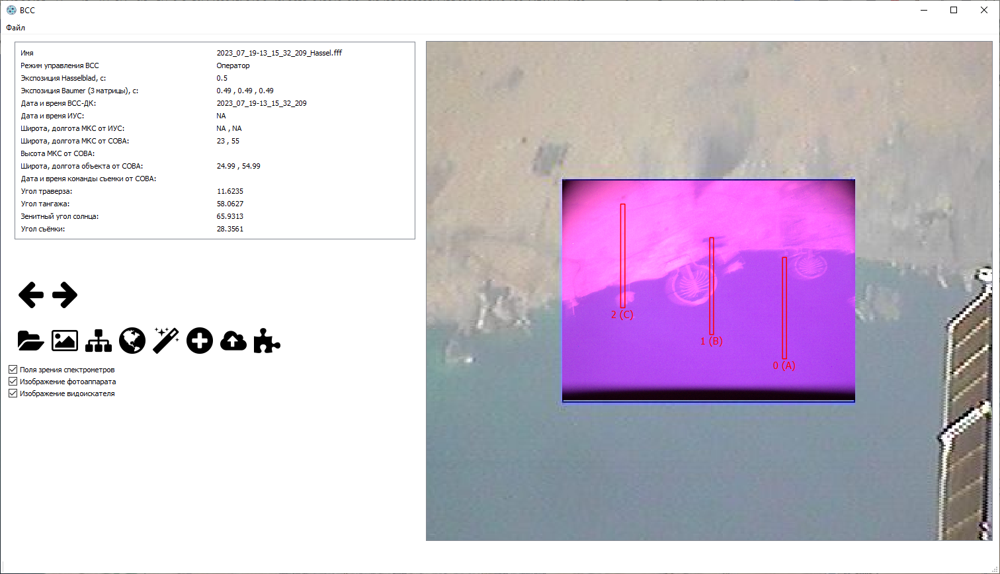 ВСС
Файл
Имя 2023_07_19-13_15_32_209_Hassel.fff
Режим управления ВСС Оператор
Экспозиция Hasselblad, с: 0.5
Экспозиция Baumer (3 матрицы), с: 0.49 , 0.49 , 0.49
Дата и время ВСС-ДК: 2023_07_19-13_15_32_209
Дата и время ИУС: NA
Широта, долгота МКС от ИУС: NA , NA
Широта, долгота МКС от СОВА: 23 , 55
Высота МКС от СОВА:
Широта, долгота объекта от СОВА: 24.99 , 54.99
Дата и время команды съемки от СОВА:
Угол траверза: 11.6235
Угол тангажа: 58.0627
Зенитный угол солнца: 65.9313
Угол съёмки: 28.3561
Поля зрения спектрометров
Изображение фотоаппарата
Изображение видоискателя
2 (C)
1 (B)
0 (A)